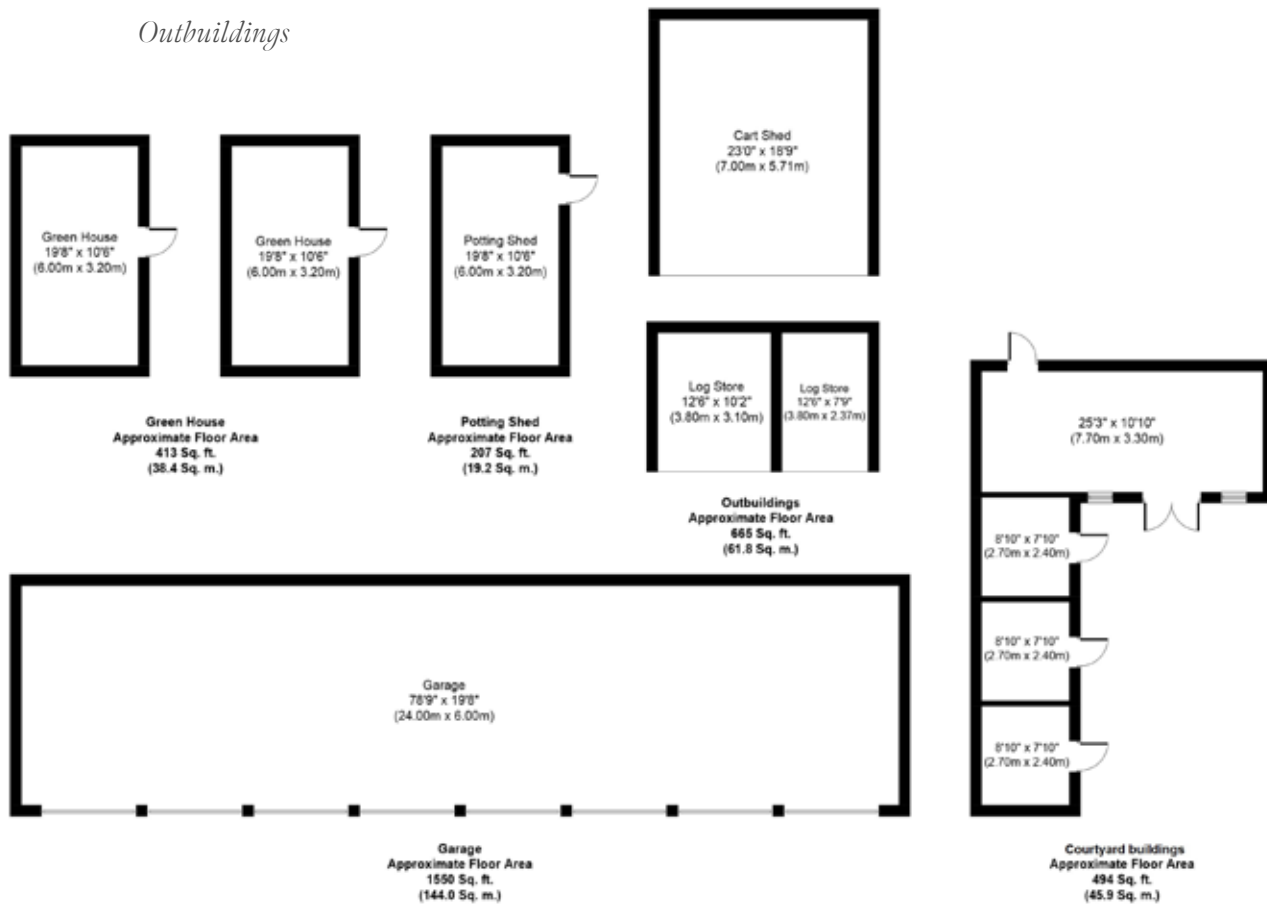 Outbuildings
Green House
19'8" x 10'6"
(6.00m x 3.20m)
Green House
19'8" x 10'6"
(6.00m x 3.20m)
Potting Shed
19'8" x 10'6"
(6.00m x 3.20m)
Cart Shed
23'0" x 18'9"
(7.00m x 5.71m)
Green House
Approximate Floor Area
413 Sq. ft.
(38.4 Sq. m.)
Potting Shed
Approximate Floor Area
207 Sq. ft.
(19.2 Sq. m.)
Log Store
12'6" x 10'2"
(3.80m x 3.10m)
Log Store
12'6" x 7'9"
(3.80m x 2.37m)
Outbuildings
Approximate Floor Area
665 Sq. ft.
(61.8 Sq. m.)
25'3" x 10'10"
(7.70m x 3.30m)
8'10" x 7'10"
(2.70m x 2.40m)
8'10" x 7'10"
(2.70m x 2.40m)
8'10" x 7'10"
(2.70m x 2.40m)
Garage
78'9" x 19'8"
(24.00m x 6.00m)
Garage
Approximate Floor Area
1550 Sq. ft.
(144.0 Sq. m.)
Courtyard buildings
Approximate Floor Area
494 Sq. ft.
(45.9 Sq. m.)